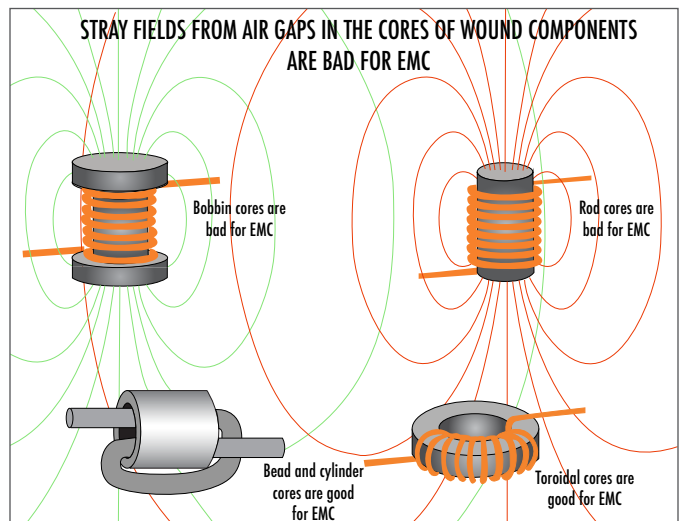 STRAY FIELDS FROM AIR GAPS IN THE CORES OF WOUND COMPONENTS
ARE BAD FOR EMC
Bobbin cores are
bad for EMC
Rod cores are
bad for EMC
Bead and cylinder
cores are good
for EMC
Toroidal cores are
good for EMC